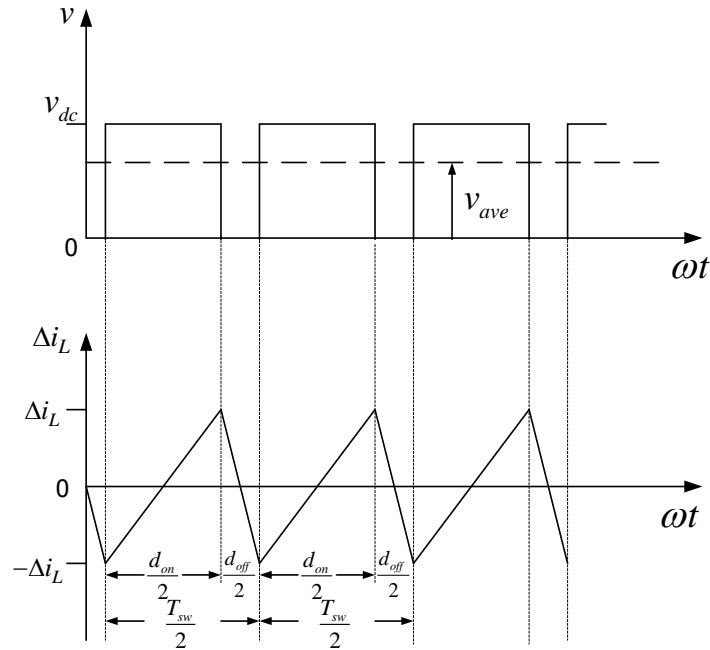 v
v_dc
v_ave
0
ωt
Δi_L
Δi_L
0
ωt
−Δi_L
d_on/2 d_off/2 d_on/2 d_off/2
T_sw/2 T_sw/2